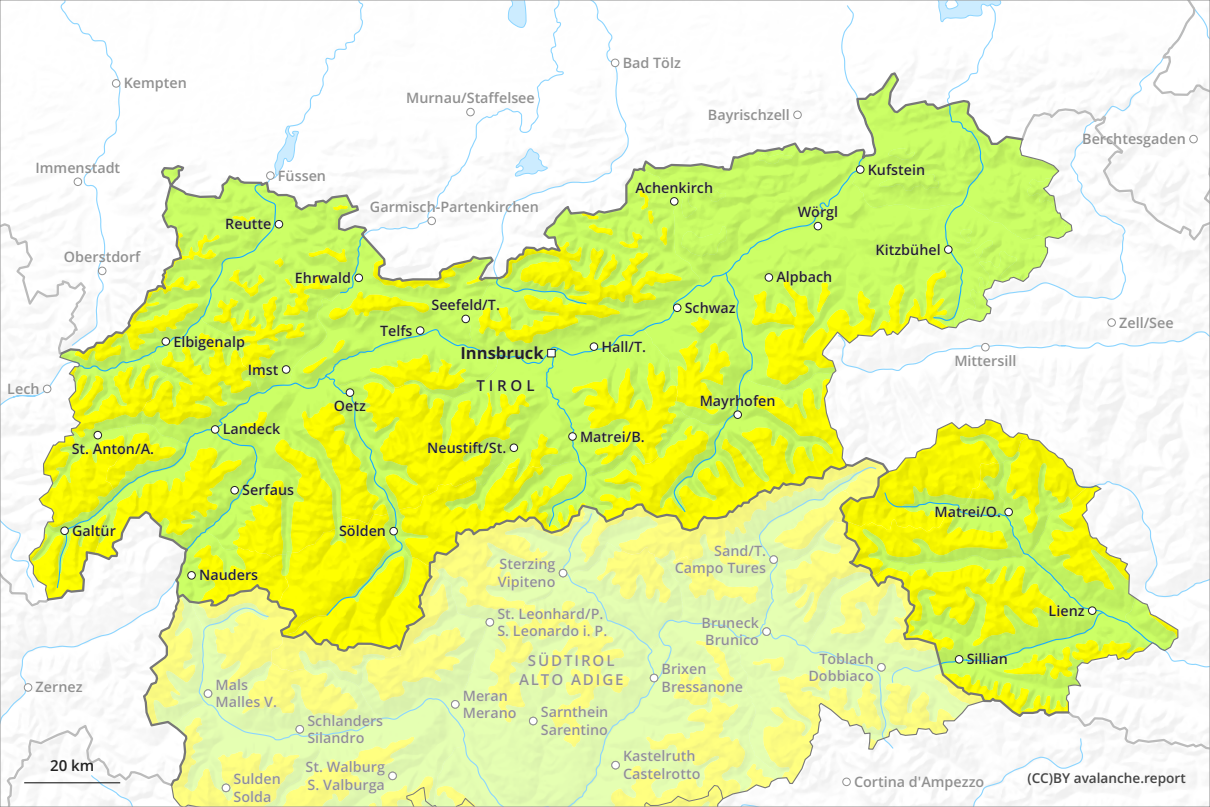 Kempten
Bad Tölz
Murnau/Staffelsee
Bayrischzell
Berchtesgaden
Immenstadt
Füssen
Kufstein
Achenkirch
Garmisch-Partenkirchen
Reutte
Wörgl
Kitzbühel
Oberstdorf
Ehrwald
Alpbach
Seefeld/T.
Schwaz
Telfs
Zell/See
Elbigenalp
Innsbruck
Hall/T.
Mittersill
Imst
TIROL
Lech
Oetz
Mayrhofen
Landeck
St. Anton/A.
Neustift/St.
Matrei/B.
Serfaus
Matrei/O.
Galtür
Sölden
Sand/T.
Campo Tures
Sterzing
Vipiteno
Nauders
Lienz
St. Leonhard/P.
S. Leonardo i. P.
Bruneck
Brunico
SÜDTIROL
ALTO ADIGE
Toblach
Dobbiaco
Sillian
Brixen
Bressanone
Zernez
Mals
Malles V.
Meran
Merano
Sarnthein
Sarentino
Schlanders
Silandro
Kastelruth
Castelrotto
St. Walburg
S. Valburga
20 km
Sulden
Solda
Cortina d'Ampezzo
(CC)BY avalanche.report